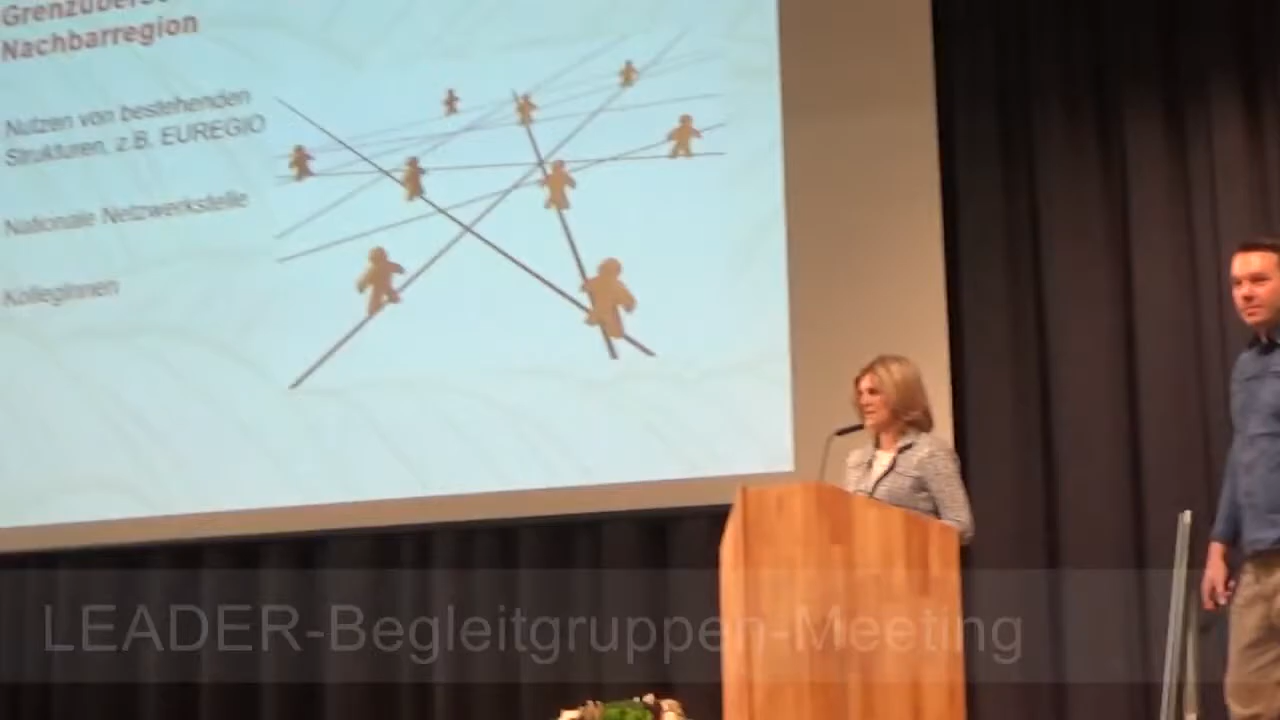 Nachbarregion
Nutzen von bestehenden
Strukturen, z.B. EUREGIO
Nationale Netzwerkstelle
KollegInnen
LEADER-Begleitgruppen-Meeting